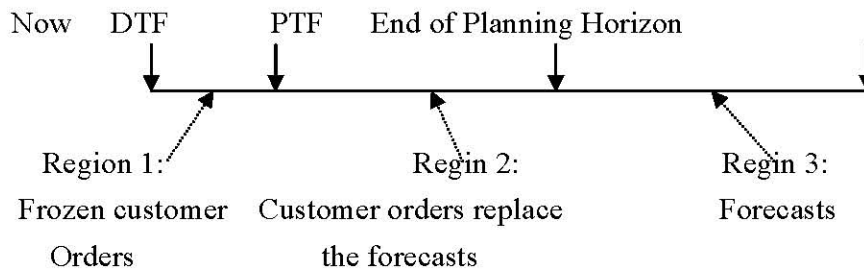 Now DTF PTF End of Planning Horizon
Region 1: Regin 2: Regin 3:
Frozen customer Customer orders replace Forecasts
Orders the forecasts